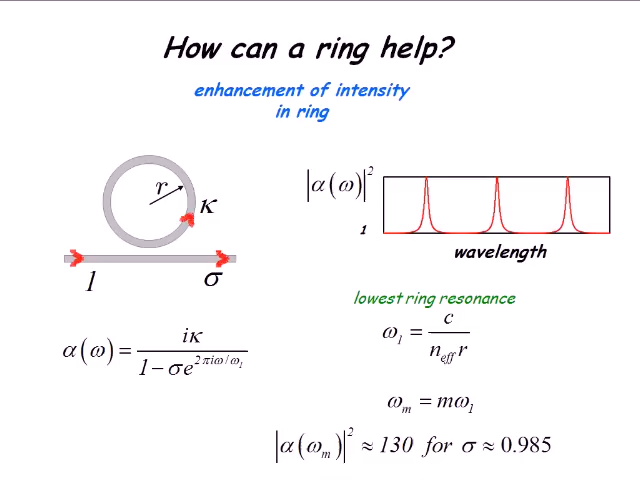 How can a ring help?
enhancement of intensity
in ring
r
κ
1
σ
|α(ω)|²
1
wavelength
lowest ring resonance
ω₁ = c / (n_eff r)
α(ω) = iκ / (1 − σe^{2πiω/ω₁})
ω_m = mω₁
|α(ω_m)|² ≈ 130 for σ ≈ 0.985